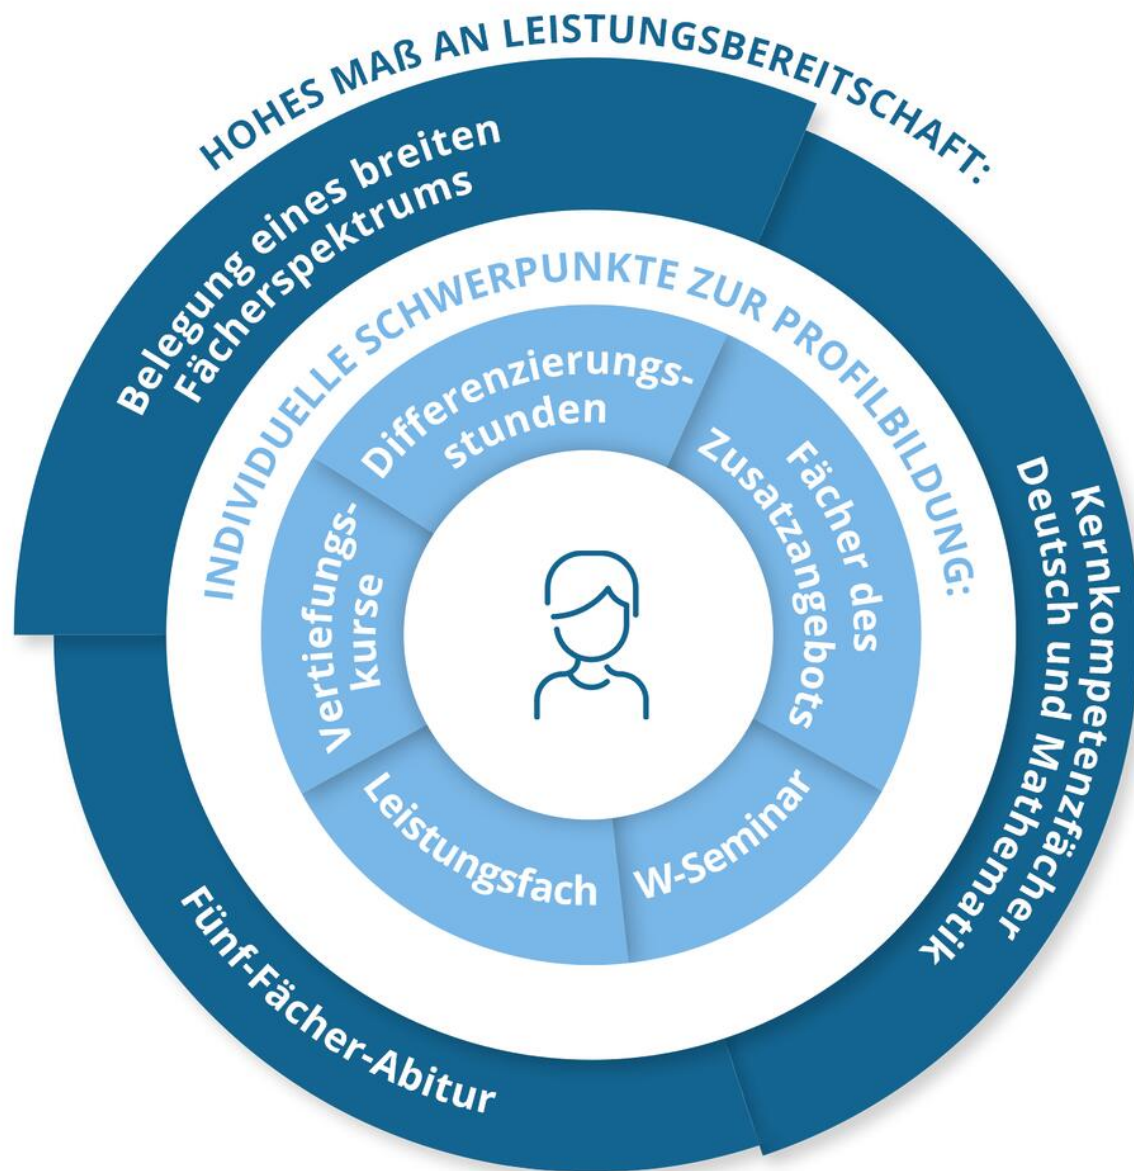 HOHES MAß AN LEISTUNGSBEREITSCHAFT:
Belegung eines breiten
Fächerspektrums
Kernkompetenzfächer
Deutsch und Mathematik
Fünf-Fächer-Abitur
INDIVIDUELLE SCHWERPUNKTE ZUR PROFILBILDUNG:
Differenzierungs-
stunden
Fächer des
Zusatzangebots
W-Seminar
Leistungsfach
Vertiefungs-
kurse